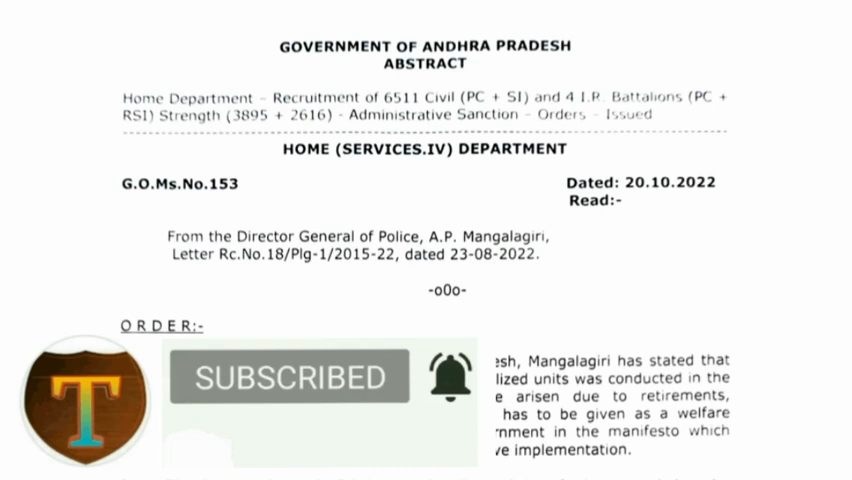 GOVERNMENT OF ANDHRA PRADESH
ABSTRACT
Home Department – Recruitment of 6511 Civil (PC + SI) and 4 I.R. Battalions (PC +
RSI) Strength (3895 + 2616) - Administrative Sanction – Orders – Issued
HOME (SERVICES.IV) DEPARTMENT
G.O.Ms.No.153
Dated: 20.10.2022
Read:-
From the Director General of Police, A.P. Mangalagiri,
Letter Rc.No.18/Plg-1/2015-22, dated 23-08-2022.
-o0o-
O R D E R:-
esh, Mangalagiri has stated that
lized units was conducted in the
e arisen due to retirements,
has to be given as a welfare
rnment in the manifesto which
ve implementation.
T
SUBSCRIBED